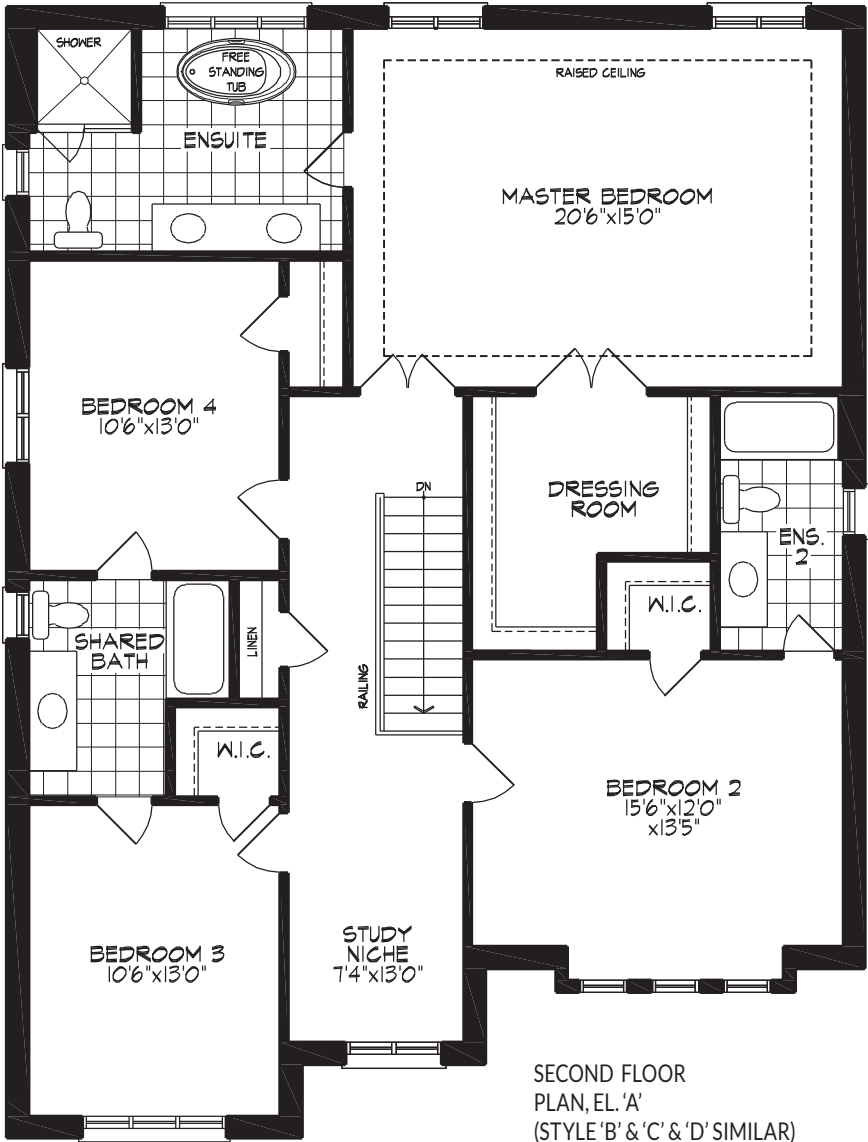 SHOWER
FREE
STANDING
TUB
RAISED CEILING
ENSUITE
MASTER BEDROOM
20'6"x15'0"
BEDROOM 4
10'6"x13'0"
DN
DRESSING
ROOM
ENS.
2
W.I.C.
SHARED
BATH
LINEN
RAILING
W.I.C.
BEDROOM 2
15'6"x12'0"
x13'5"
BEDROOM 3
10'6"x13'0"
STUDY
NICHE
7'4"x13'0"
SECOND FLOOR
PLAN, EL. ‘A’
(STYLE ‘B’ & ‘C’ & ‘D’ SIMILAR)